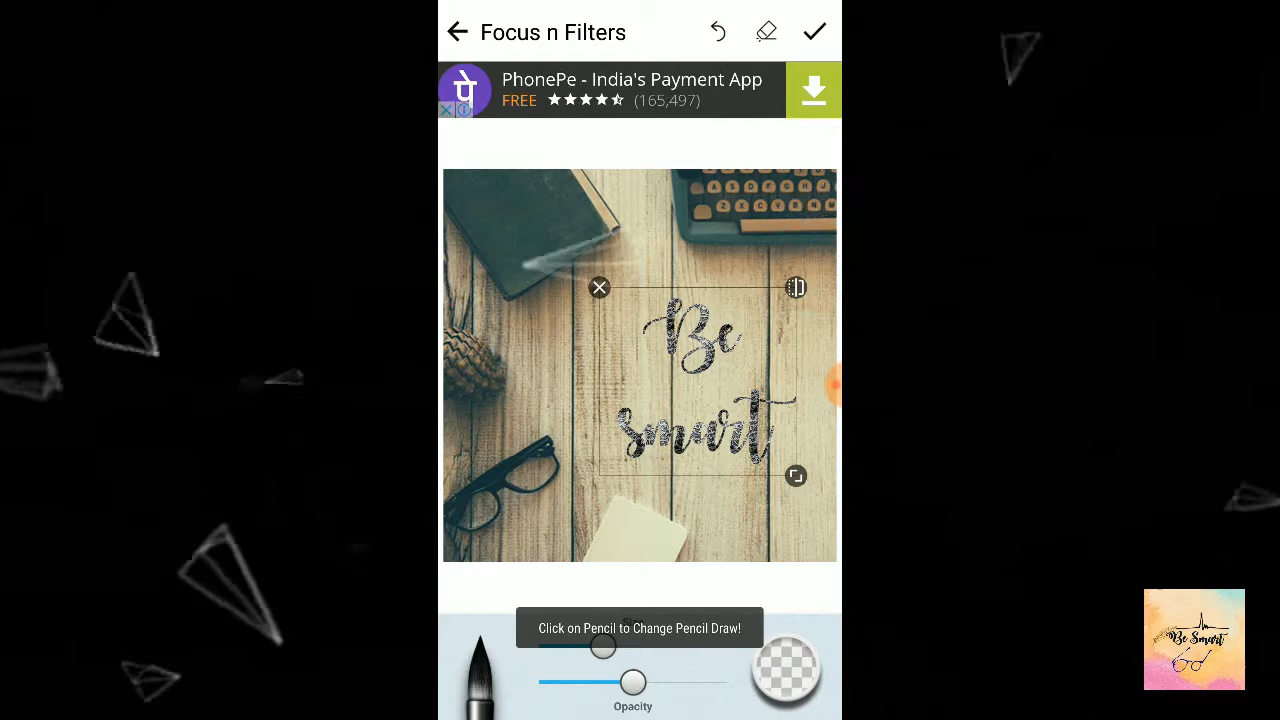 Focus n Filters
पे
PhonePe - India's Payment App
FREE (165,497)
A S D F G H J
Z X C V B N M
Be
smart
Click on Pencil to Change Pencil Draw!
Opacity
Be Smart